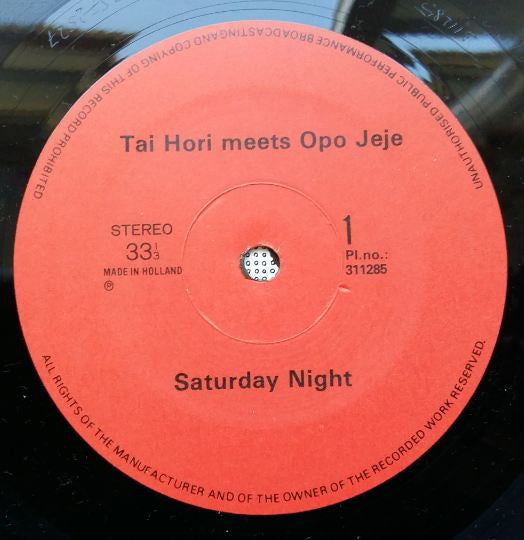 UNAUTHORISED PUBLIC PERFORMANCE BROADCASTING AND COPYING OF THIS RECORD PROHIBITED
Tai Hori meets Opo Jeje
STEREO
33 1/3
MADE IN HOLLAND
℗
1
Pl.no.:
311285
Saturday Night
ALL RIGHTS OF THE MANUFACTURER AND OF THE OWNER OF THE RECORDED WORK RESERVED.